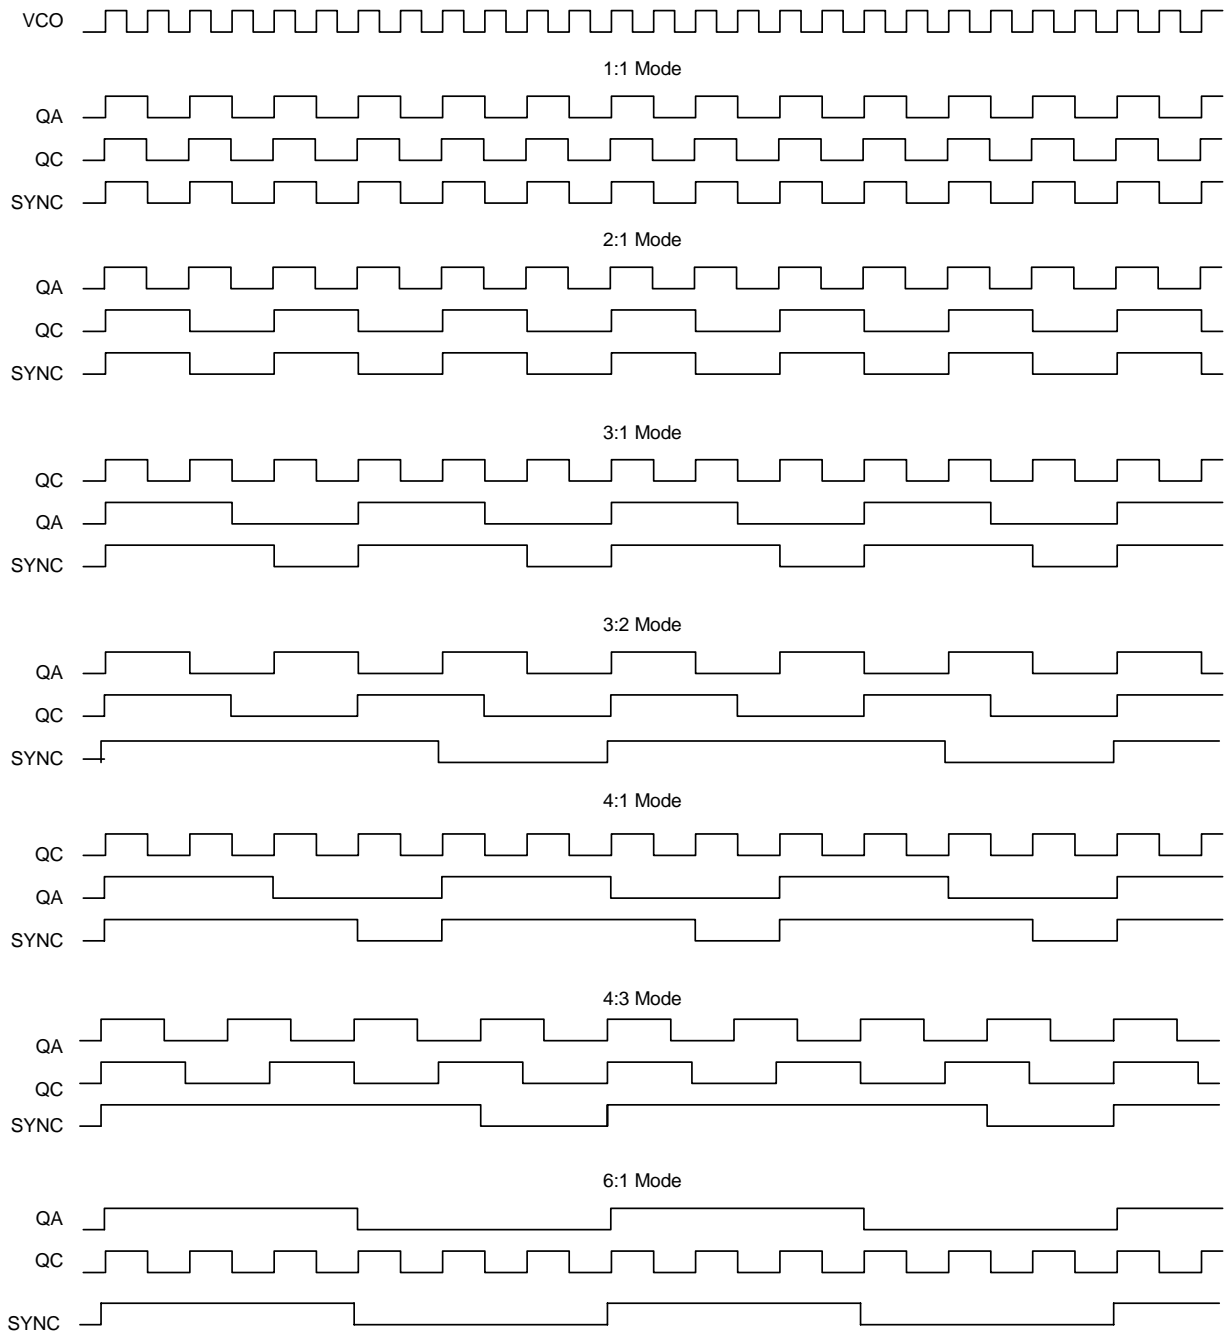 VCO
1:1 Mode
QA
QC
SYNC
2:1 Mode
QA
QC
SYNC
3:1 Mode
QC
QA
SYNC
3:2 Mode
QA
QC
SYNC
4:1 Mode
QC
QA
SYNC
4:3 Mode
QA
QC
SYNC
6:1 Mode
QA
QC
SYNC